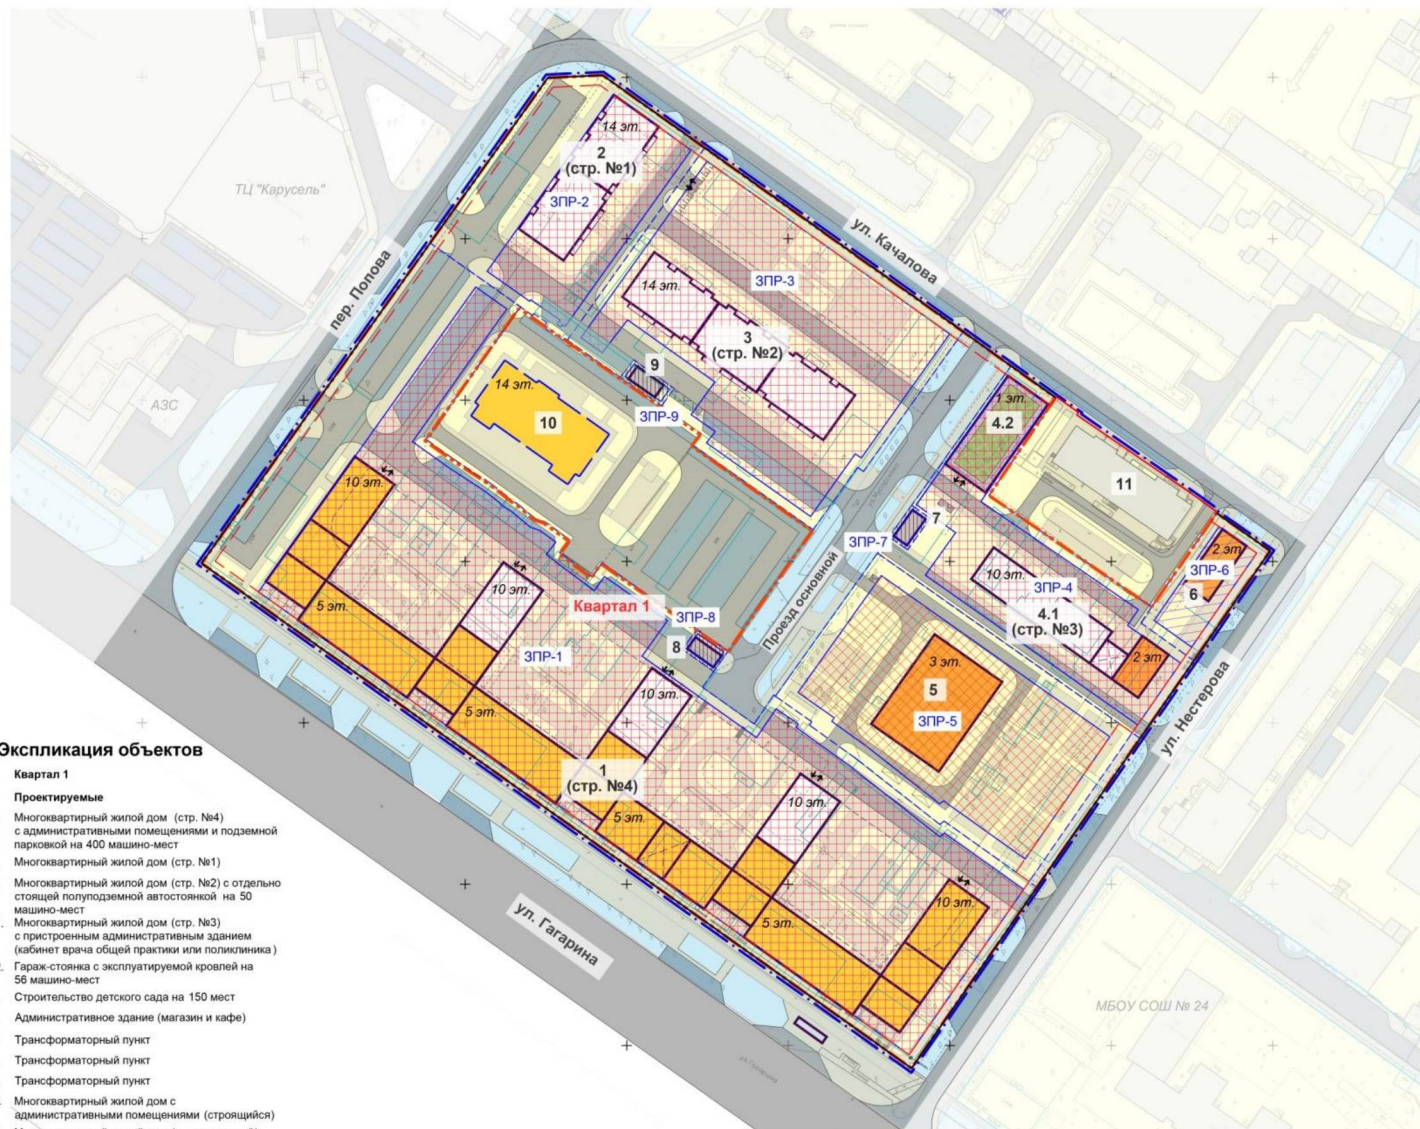 14 эт.
2
(стр. №1)
ЗПР-2
ТЦ "Карусель"
ул. Качалова
пер. Попова
ЗПР-3
14 эт.
3
(стр. №2)
9
ЗПР-9
АЗС
14 эт.
10
1 эт.
4.2
11
7
ЗПР-7
2 эт.
ЗПР-6
6
10 эт.
10 эт.
ЗПР-4
4.1
(стр. №3)
10 эт.
5 эт.
Квартал 1
ЗПР-8
8
Проезд основной
ЗПР-1
3 эт.
5
ЗПР-5
2 эт.
10 эт.
5 эт.
ул. Нестерова
1
(стр. №4)
5 эт.
10 эт.
10 эт.
5 эт.
ул. Гагарина
МБОУ СОШ № 24
ул.Гагарина
Экспликация объектов
Квартал 1
Проектируемые
Многоквартирный жилой дом (стр. №4)
с административными помещениями и подземной
парковкой на 400 машино-мест
Многоквартирный жилой дом (стр. №1)
Многоквартирный жилой дом (стр. №2) с отдельно
стоящей полуподземной автостоянкой на 50
машино-мест
Многоквартирный жилой дом (стр. №3)
с пристроенным административным зданием
(кабинет врача общей практики или поликлиника)
Гараж-стоянка с эксплуатируемой кровлей на
56 машино-мест
Строительство детского сада на 150 мест
Административное здание (магазин и кафе)
Трансформаторный пункт
Трансформаторный пункт
Трансформаторный пункт
Многоквартирный жилой дом с
административными помещениями (строящийся)